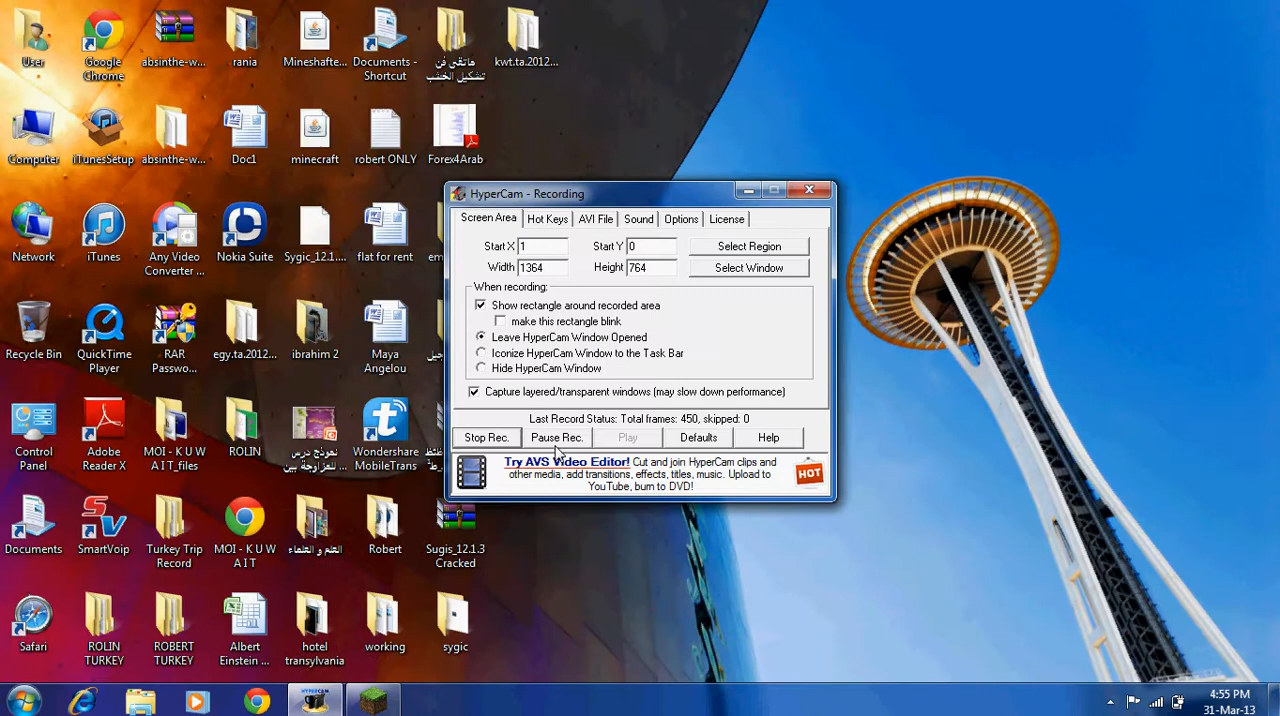 User
Google
Chrome
absinthe-w...
rania
Mineshafte...
Documents -
Shortcut
تشكيل الخشب
kwt.ta.2012...
Computer
iTunesSetup
absinthe-w...
Doc1
minecraft
robert ONLY
Forex4Arab
Network
iTunes
Any Video
Converter ...
Nokia Suite
Sygic_12.1....
flat for rent
em
Recycle Bin
QuickTime
Player
RAR
Passwo...
egy.ta.2012...
ibrahim 2
Maya
Angelou
Control
Panel
Adobe
Reader X
MOI - K U W
A I T_files
ROLIN
نموذج درس
Wondershare
MobileTrans
Documents
SmartVoip
Turkey Trip
Record
MOI - K U W
A I T
العلم و العلماء
Robert
Sugis_12.1.3
Cracked
Safari
ROLIN
TURKEY
ROBERT
TURKEY
Albert
Einstein ...
hotel
transylvania
working
sygic
HyperCam - Recording
Screen Area Hot Keys AVI File Sound Options License
Start X 1 Start Y 0 Select Region
Width 1364 Height 764 Select Window
When recording:
Show rectangle around recorded area
make this rectangle blink
Leave HyperCam Window Opened
Iconize HyperCam Window to the Task Bar
Hide HyperCam Window
Capture layered/transparent windows (may slow down performance)
Last Record Status: Total frames: 450, skipped: 0
Stop Rec. Pause Rec. Play Defaults Help
Try AVS Video Editor! Cut and join HyperCam clips and
other media, add transitions, effects, titles, music. Upload to
YouTube, burn to DVD!
HOT
HYPERCAM
4:55 PM
31-Mar-13